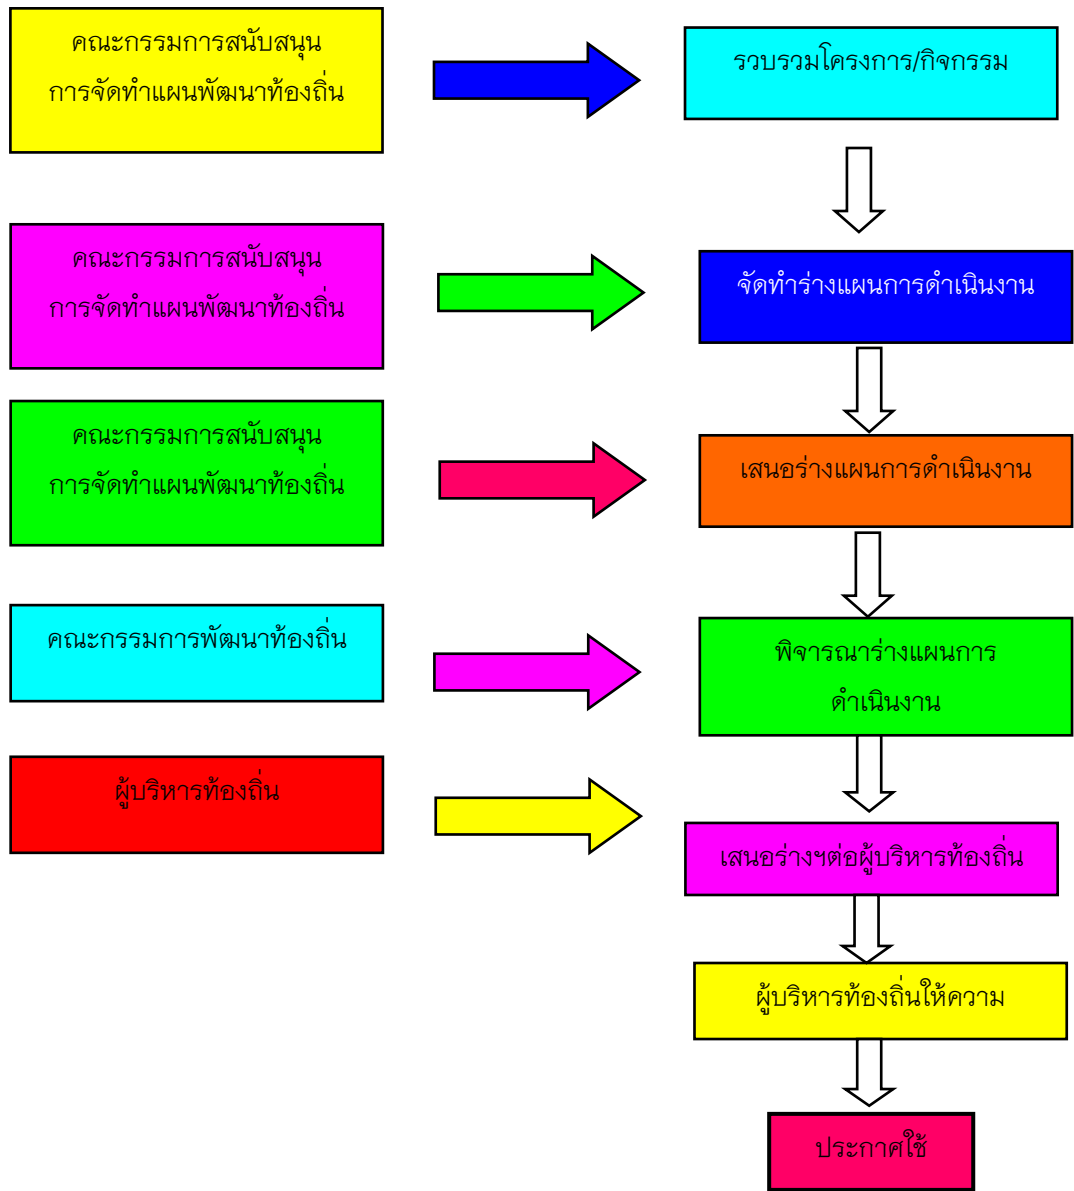 คณะกรรมการสนับสนุน
การจัดทำแผนพัฒนาท้องถิ่น
รวบรวมโครงการ/กิจกรรม
คณะกรรมการสนับสนุน
การจัดทำแผนพัฒนาท้องถิ่น
จัดทำร่างแผนการดำเนินงาน
คณะกรรมการสนับสนุน
การจัดทำแผนพัฒนาท้องถิ่น
เสนอร่างแผนการดำเนินงาน
คณะกรรมการพัฒนาท้องถิ่น
พิจารณาร่างแผนการ
ดำเนินงาน
ผู้บริหารท้องถิ่น
เสนอร่างฯต่อผู้บริหารท้องถิ่น
ผู้บริหารท้องถิ่นให้ความ
ประกาศใช้